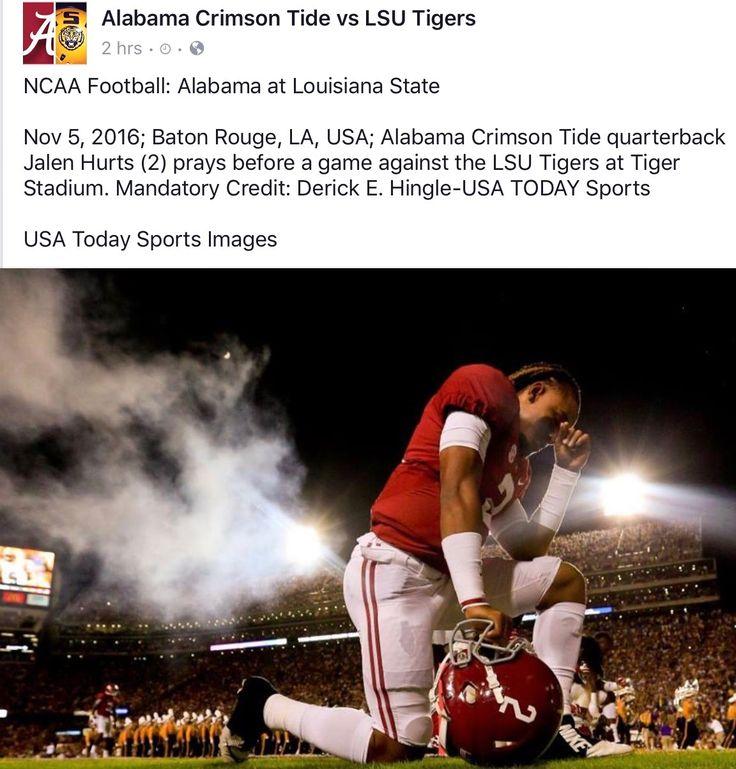 Alabama Crimson Tide vs LSU Tigers
2 hrs
NCAA Football: Alabama at Louisiana State
Nov 5, 2016; Baton Rouge, LA, USA; Alabama Crimson Tide quarterback
Jalen Hurts (2) prays before a game against the LSU Tigers at Tiger
Stadium. Mandatory Credit: Derick E. Hingle-USA TODAY Sports
USA Today Sports Images
2
2